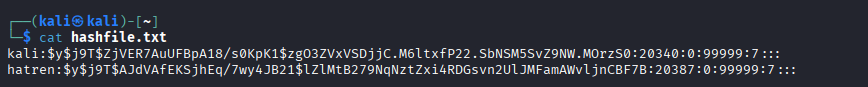 ┌──(kali㉿kali)-[~]
└─$ cat hashfile.txt
kali:$y$j9T$ZjVER7AuUFBpA18/s0KpK1$zgO3ZVxVSDjjC.M6ltxfP22.SbNSM5SvZ9NW.MOrzS0:20340:0:99999:7:::
hatren:$y$j9T$AJdVAfEKSjhEq/7wy4JB21$lZlMtB279NqNztZxi4RDGsvn2UlJMFamAWvljnCBF7B:20387:0:99999:7:::